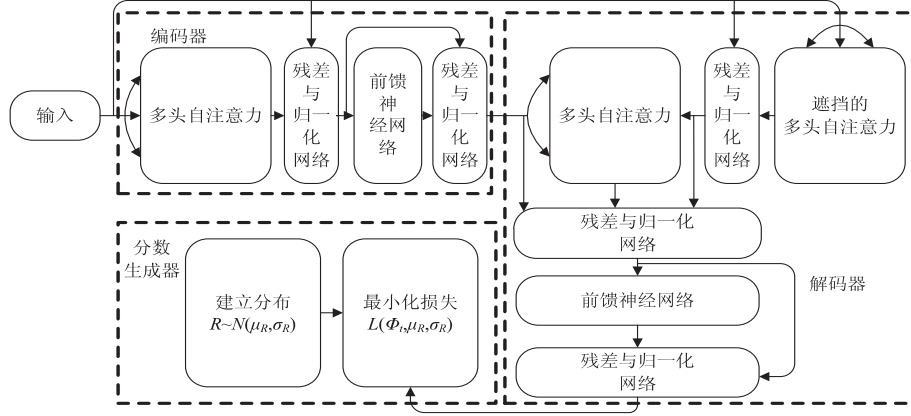 编码器
输入
多头自注意力
残差
与
归一
化
网络
前馈
神
经网
络
残差
与
归一
化
网络
多头自注意力
残差
与
归一
化
网络
遮挡的
多头自注意力
残差与归一化
网络
前馈神经网络
残差与归一化
网络
解码器
分数
生成器
建立分布
R~N(μR,σR)
最小化损失
L(Φt,μR,σR)